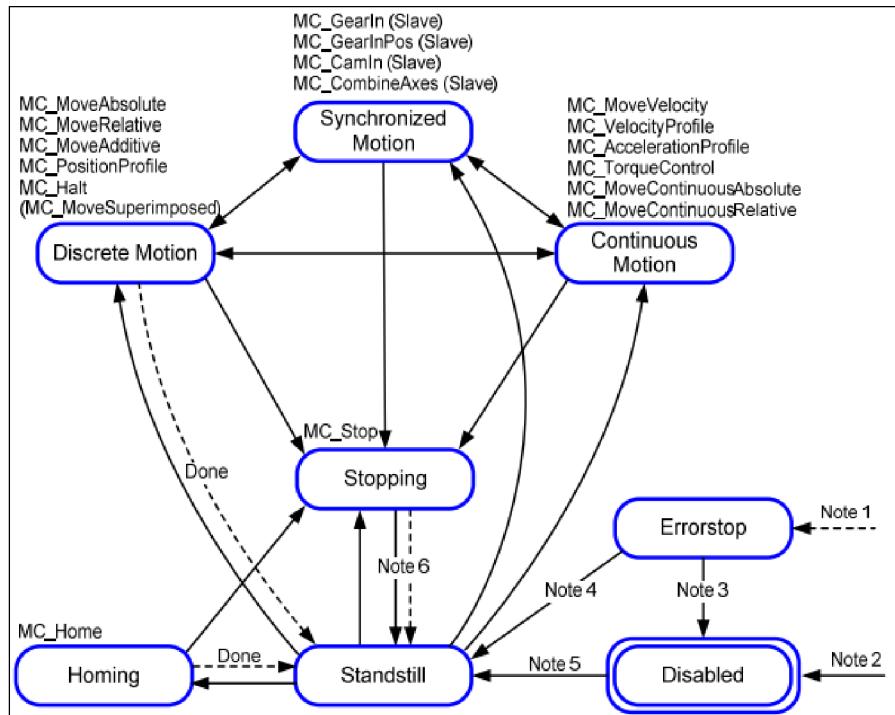 MC_GearIn (Slave)
MC_GearInPos (Slave)
MC_CamIn (Slave)
MC_CombineAxes (Slave)
MC_MoveAbsolute
MC_MoveRelative
MC_MoveAdditive
MC_PositionProfile
MC_Halt
(MC_MoveSuperimposed)
Synchronized
Motion
MC_MoveVelocity
MC_VelocityProfile
MC_AccelerationProfile
MC_TorqueControl
MC_MoveContinuousAbsolute
MC_MoveContinuousRelative
Discrete Motion
Continuous
Motion
MC_Stop
Done
Stopping
Errorstop
Note 1
Note 6
Note 4
Note 3
MC_Home
Homing
Done
Standstill
Note 5
Disabled
Note 2